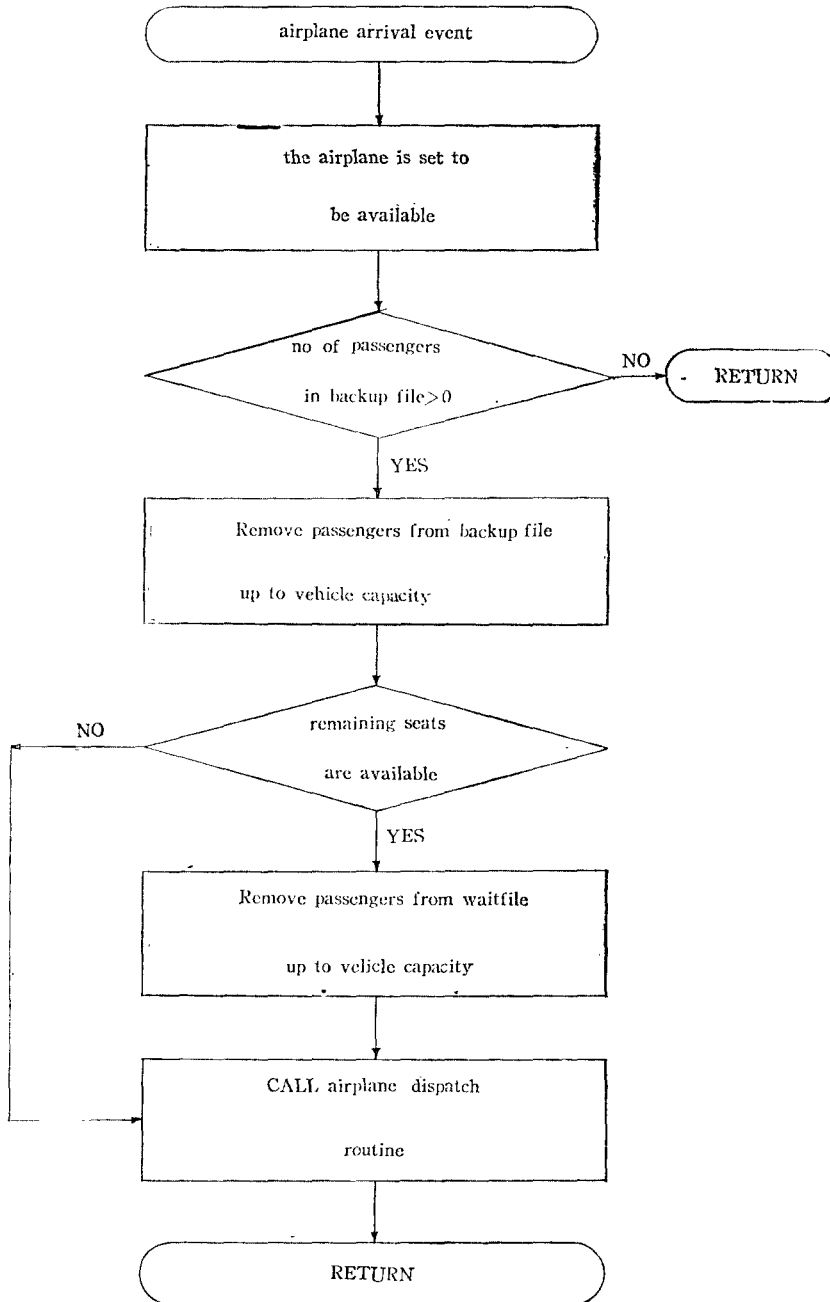 airplane arrival event
the airplane is set to
be available
no of passengers
in backup file>0
NO
RETURN
YES
Remove passengers from backup file
up to vehicle capacity
remaining seats
are available
NO
YES
Remove passengers from waitfile
up to velicle capacity
CALL airplane dispatch
routine
RETURN